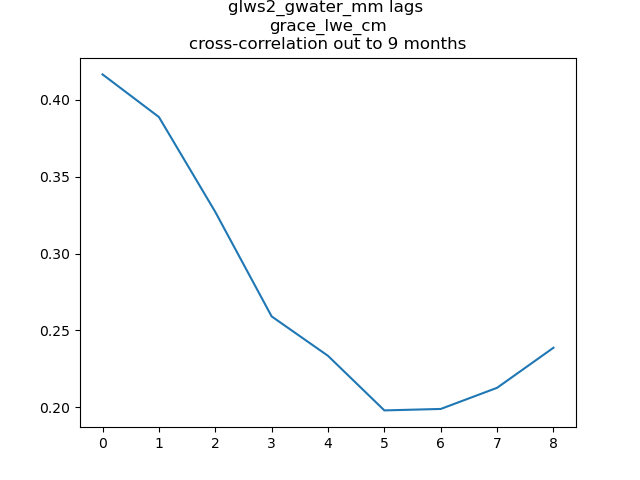 glws2_gwater_mm lags
grace_lwe_cm
cross-correlation out to 9 months
0.40
0.35
0.30
0.25
0.20
0 1 2 3 4 5 6 7 8